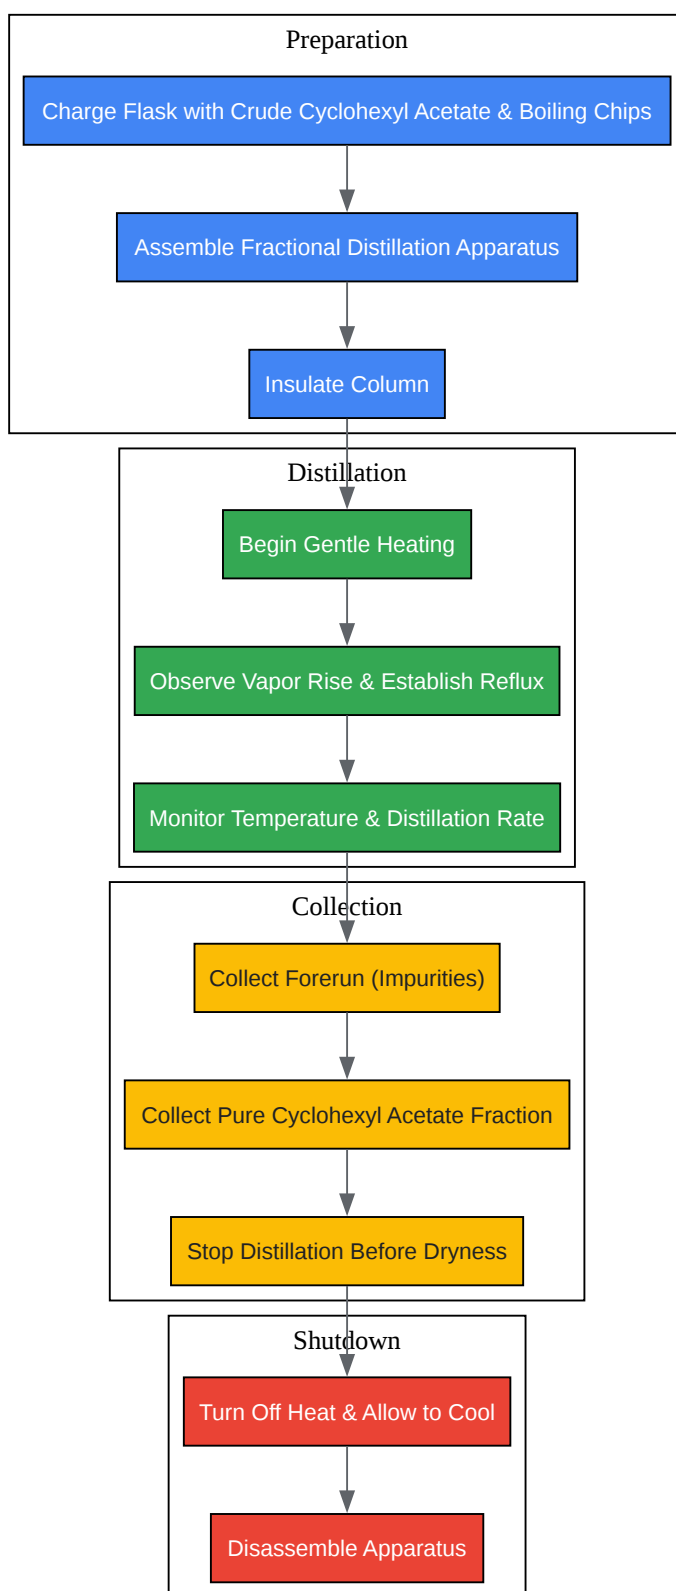 Preparation
Charge Flask with Crude Cyclohexyl Acetate & Boiling Chips
Assemble Fractional Distillation Apparatus
Insulate Column
Distillation
Begin Gentle Heating
Observe Vapor Rise & Establish Reflux
Monitor Temperature & Distillation Rate
Collection
Collect Forerun (Impurities)
Collect Pure Cyclohexyl Acetate Fraction
Stop Distillation Before Dryness
Shutdown
Turn Off Heat & Allow to Cool
Disassemble Apparatus